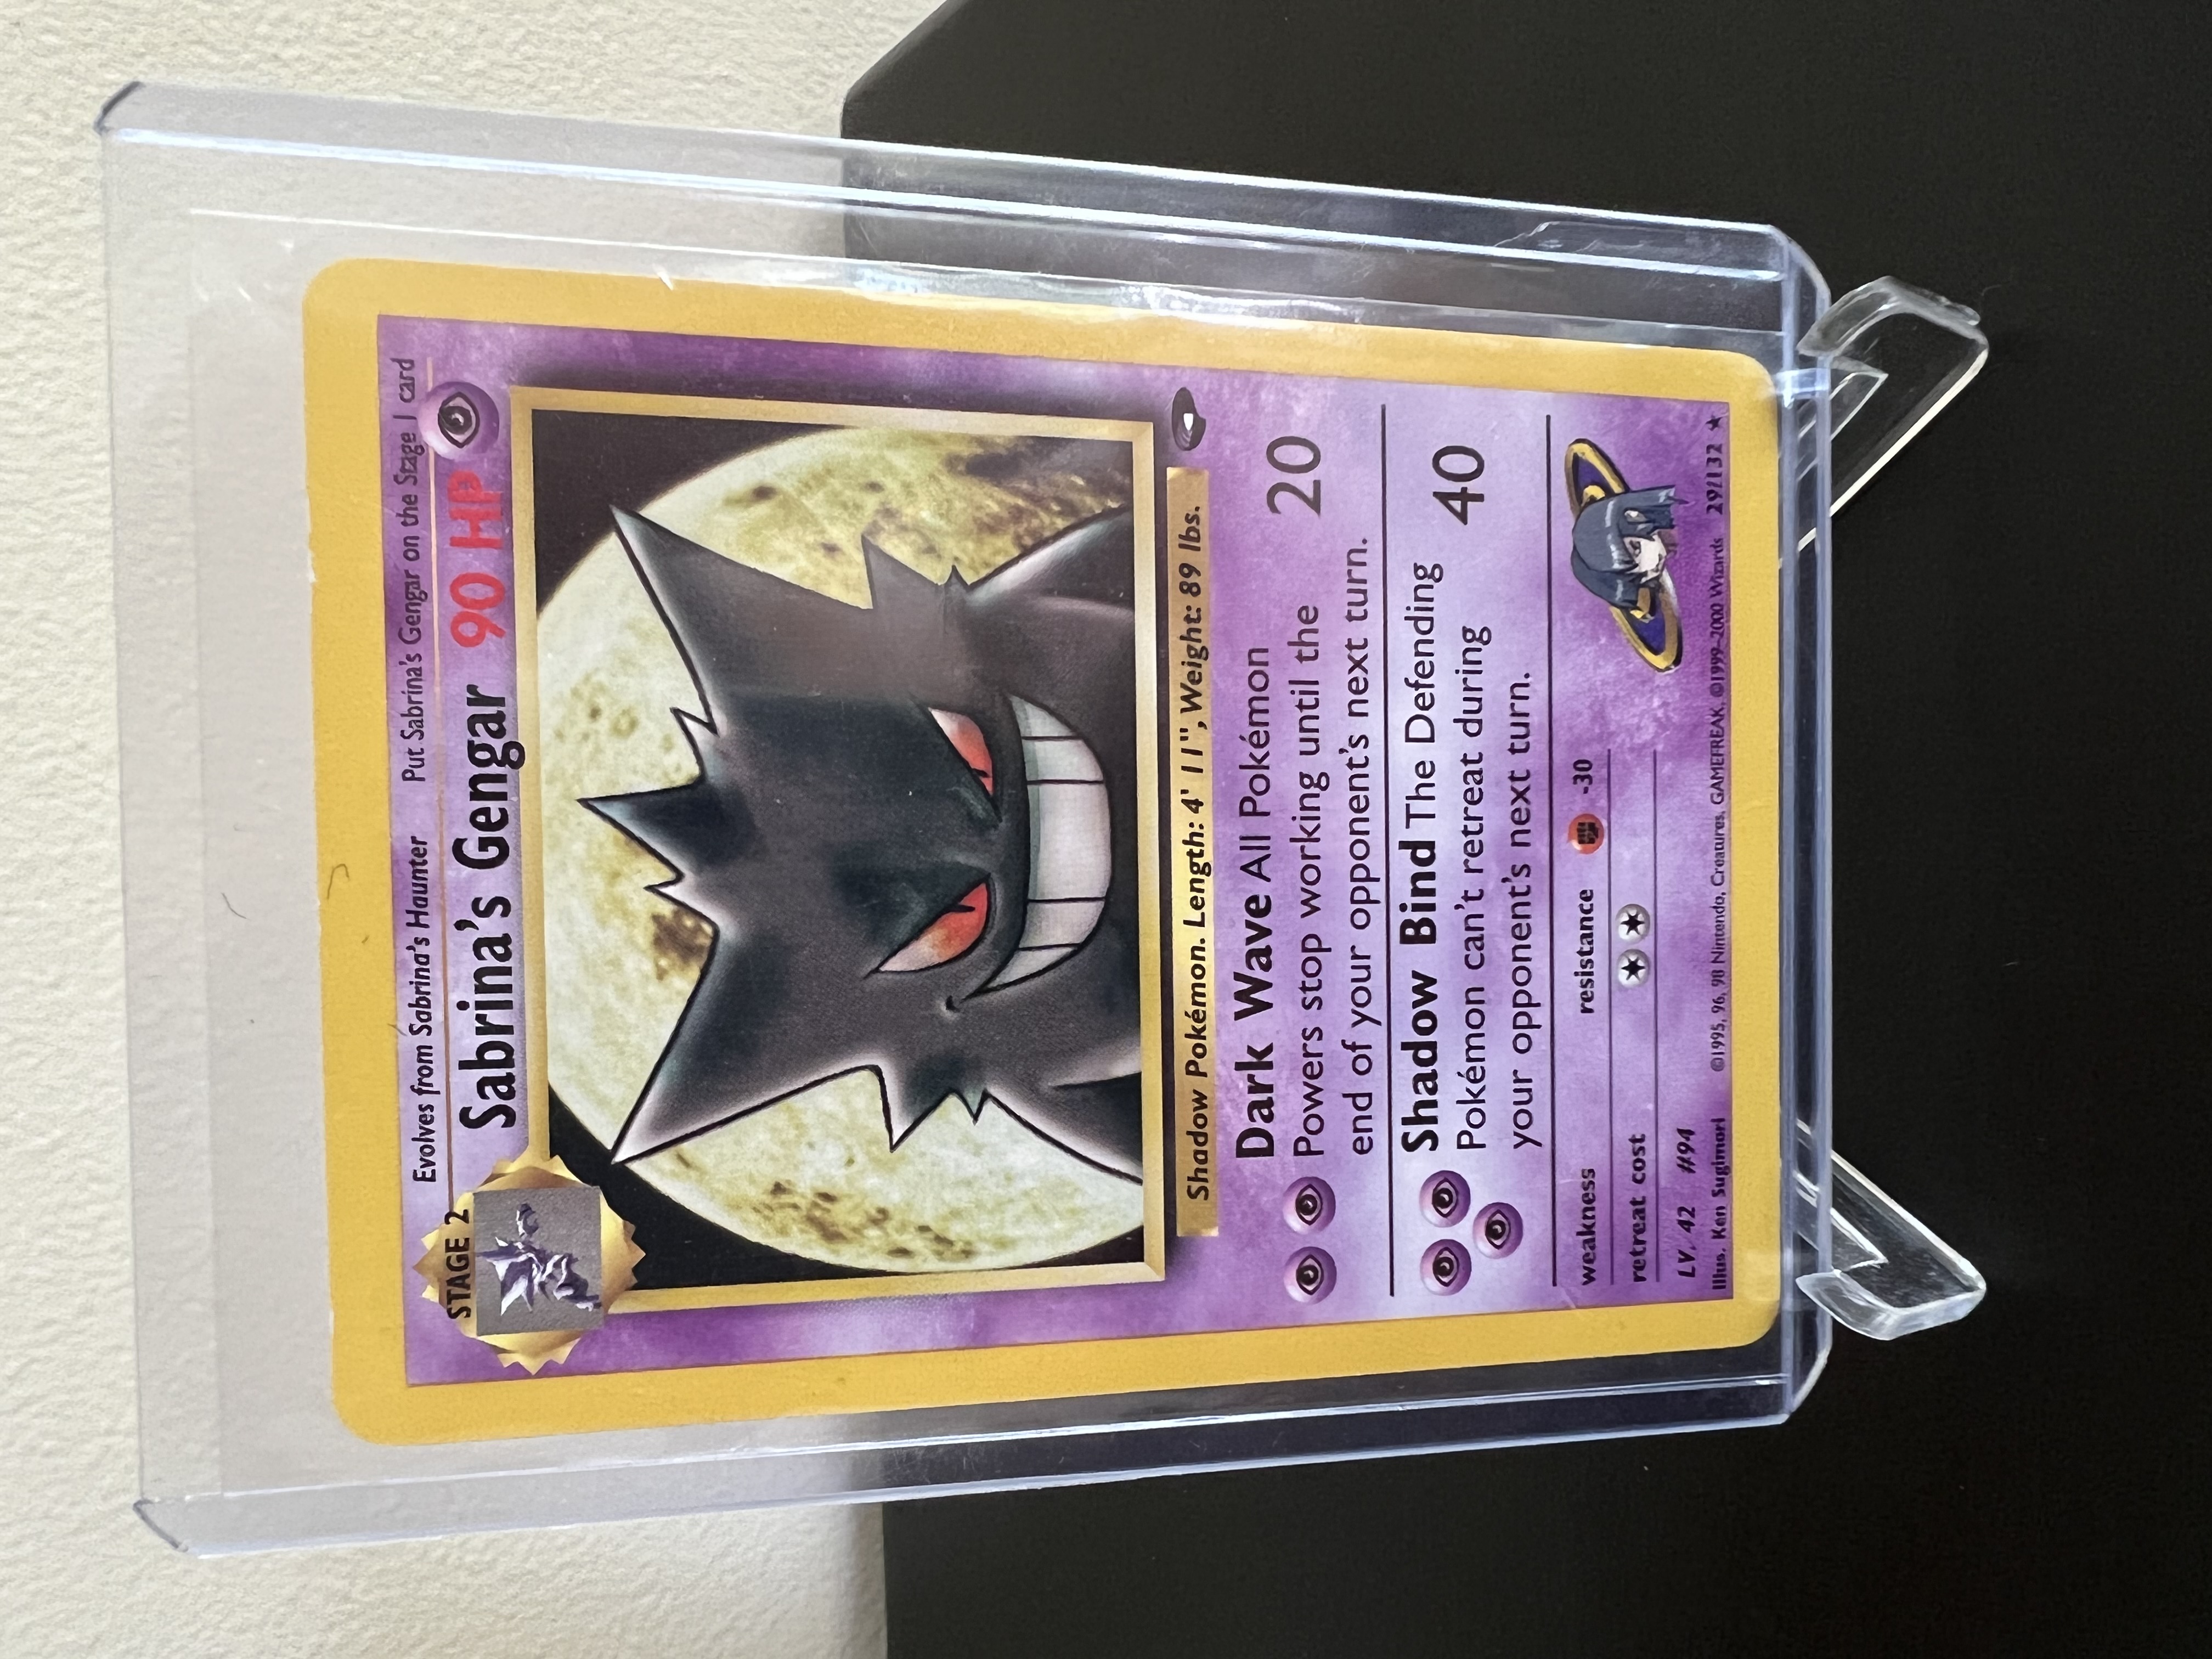 Evolves from Sabrina's Haunter Put Sabrina's Gengar on the Stage 1 card
STAGE 2
Sabrina's Gengar 90 HP
Shadow Pokémon. Length: 4' 11", Weight: 89 lbs.
Dark Wave All Pokémon
Powers stop working until the
end of your opponent's next turn.
20
Shadow Bind The Defending
Pokémon can't retreat during
your opponent's next turn.
40
weakness resistance -30
retreat cost
LV. 42 #94
Illus. Ken Sugimori ©1995, 96, 98 Nintendo, Creatures, GAMEFREAK, ©1999-2000 Wizards 29/132